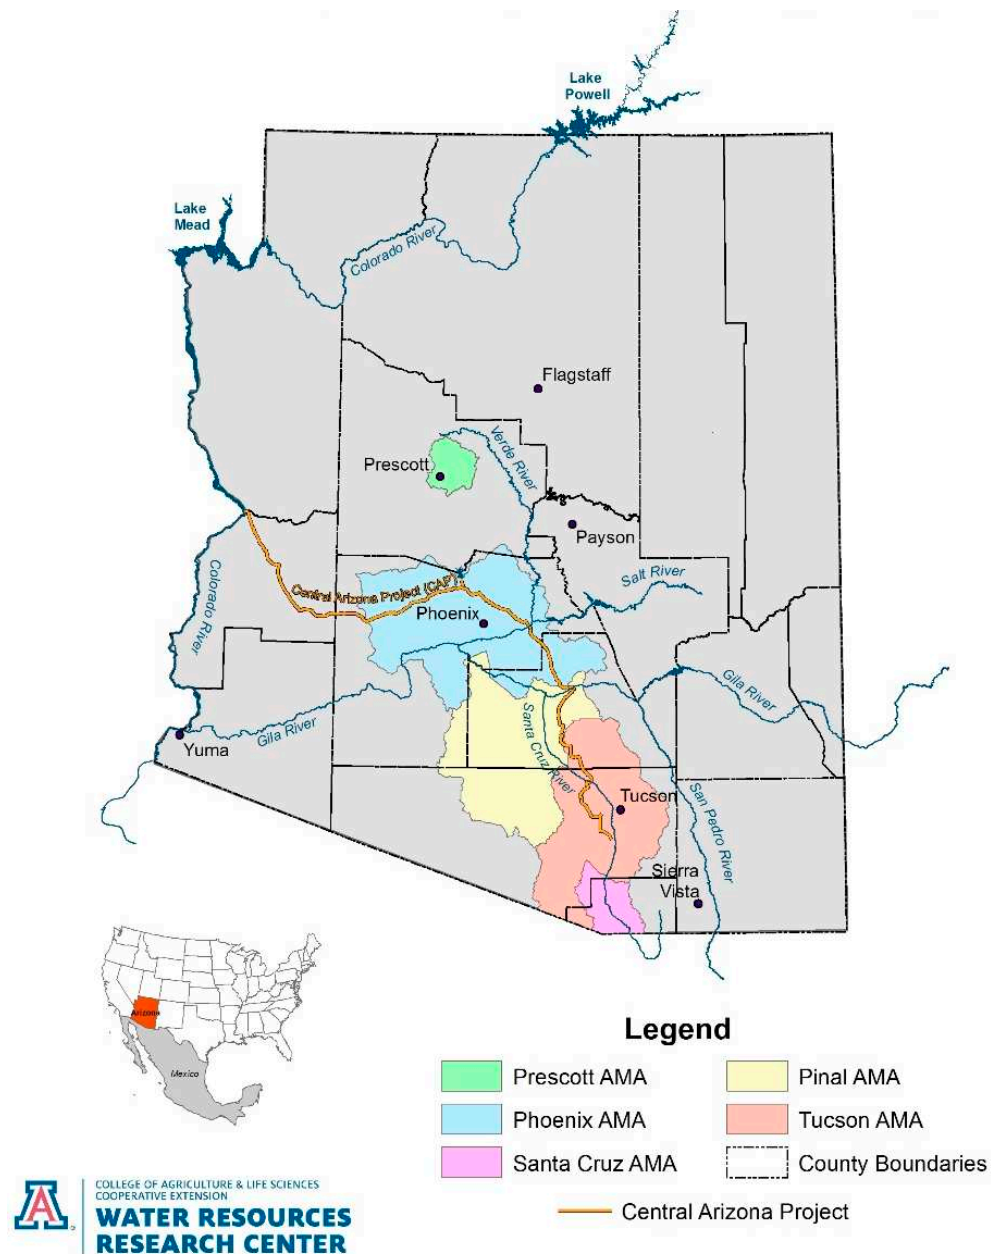 Lake
Powell
Lake
Mead
Colorado River
Flagstaff
Verde River
Prescott
Payson
Central Arizona Project (CAP)
Salt River
Colorado River
Phoenix
Gila River
Gila River
Santa Cruz River
Yuma
Tucson
San Pedro River
Sierra
Vista
Arizona
Mexico
Legend
Prescott AMA
Pinal AMA
Phoenix AMA
Tucson AMA
Santa Cruz AMA
County Boundaries
Central Arizona Project
A
COLLEGE OF AGRICULTURE & LIFE SCIENCES
COOPERATIVE EXTENSION
WATER RESOURCES
RESEARCH CENTER